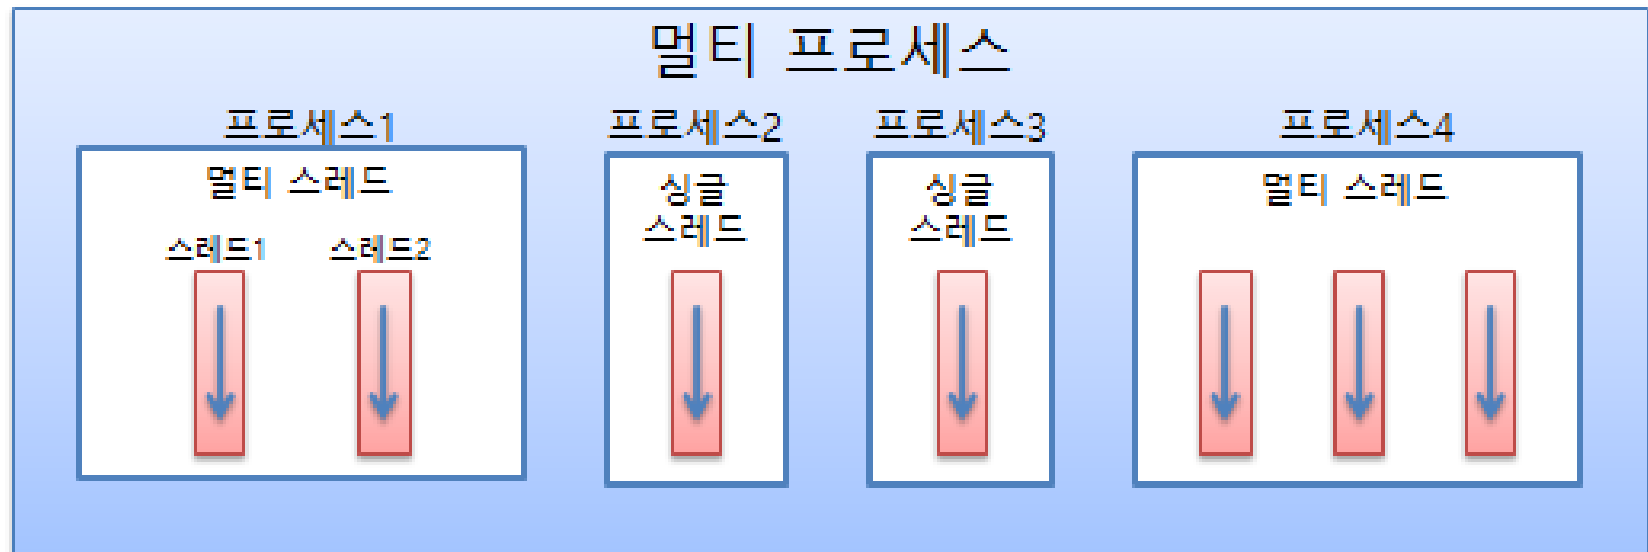 멀티 프로세스
프로세스1
프로세스2
프로세스3
프로세스4
멀티 스레드
스레드1
스레드2
싱글
스레드
싱글
스레드
멀티 스레드